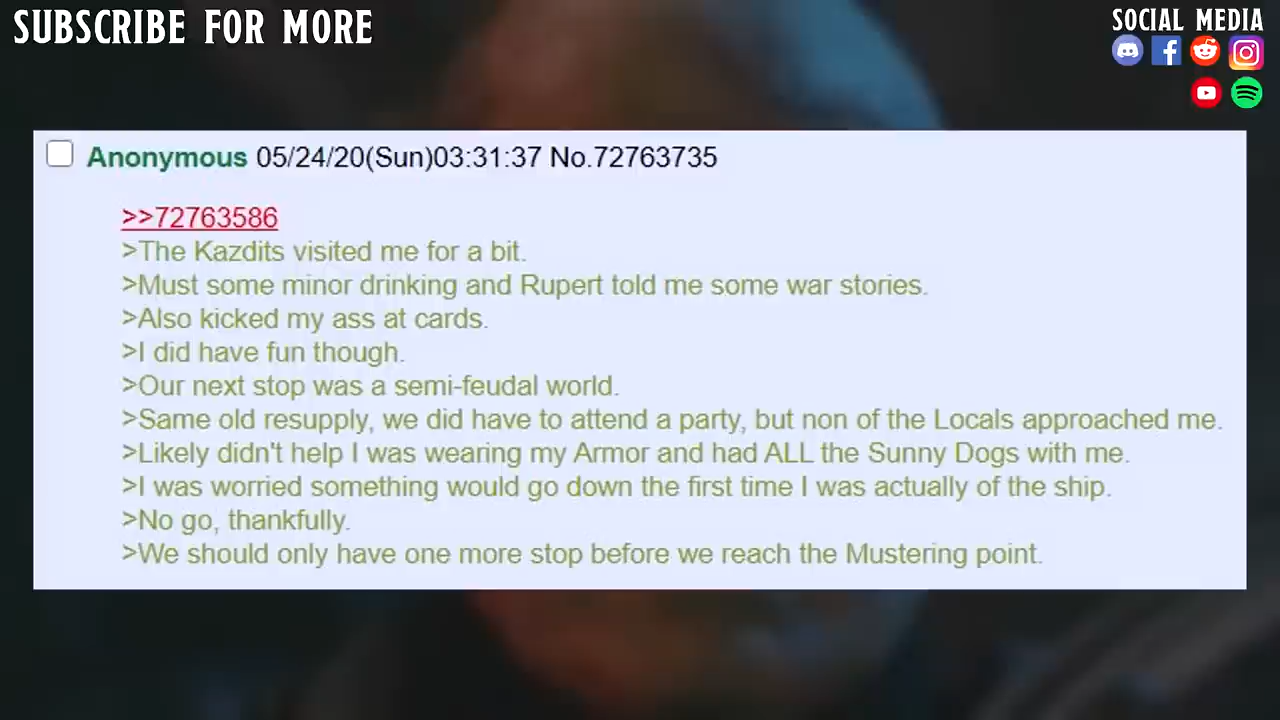 SUBSCRIBE FOR MORE
SOCIAL MEDIA
Anonymous 05/24/20(Sun)03:31:37 No.72763735
>>72763586
>The Kazdits visited me for a bit.
>Must some minor drinking and Rupert told me some war stories.
>Also kicked my ass at cards.
>I did have fun though.
>Our next stop was a semi-feudal world.
>Same old resupply, we did have to attend a party, but non of the Locals approached me.
>Likely didn't help I was wearing my Armor and had ALL the Sunny Dogs with me.
>I was worried something would go down the first time I was actually of the ship.
>No go, thankfully.
>We should only have one more stop before we reach the Mustering point.